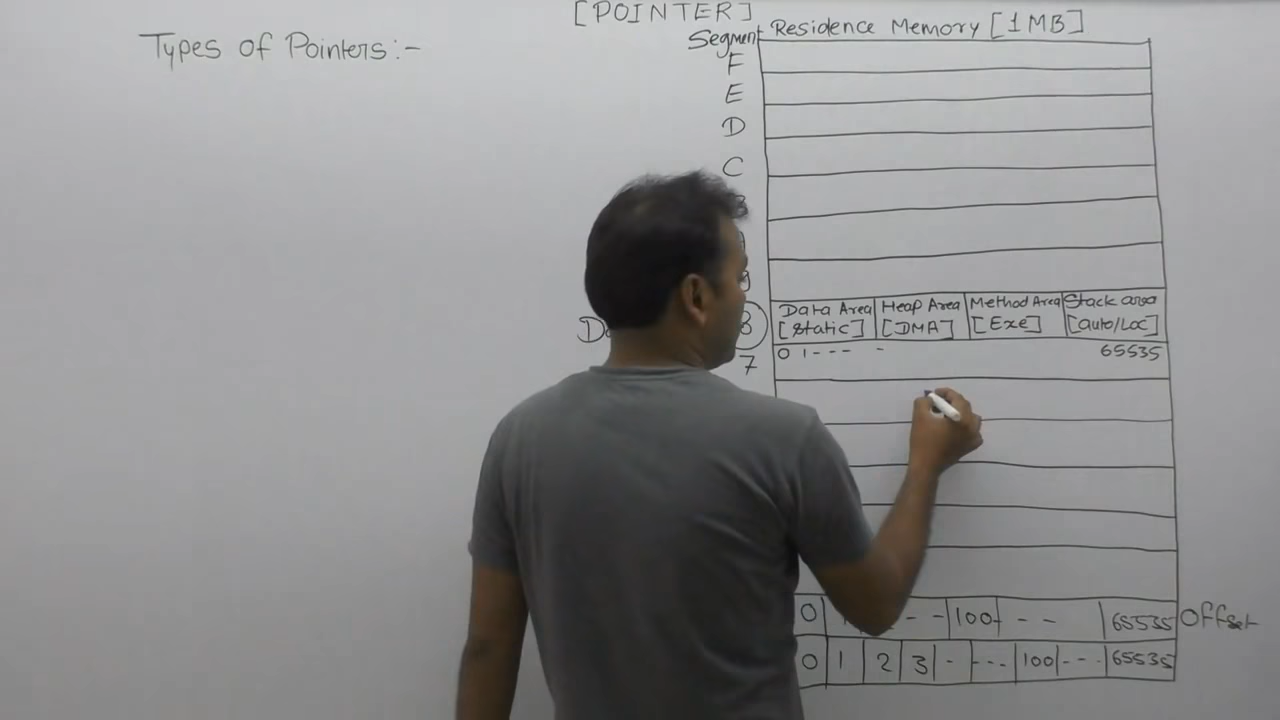 [POINTER]
Types of Pointers:-
Residence Memory [1MB]
Segment
F
E
D
C
Data Area Heap Area Method Area Stack area
[Static] [DMA] [Exe] [auto/Loc]
8
0 1--- - 65535
7
0 - - 100 - - 65535 Offset
0 1 2 3 - --- 100 --- 65535